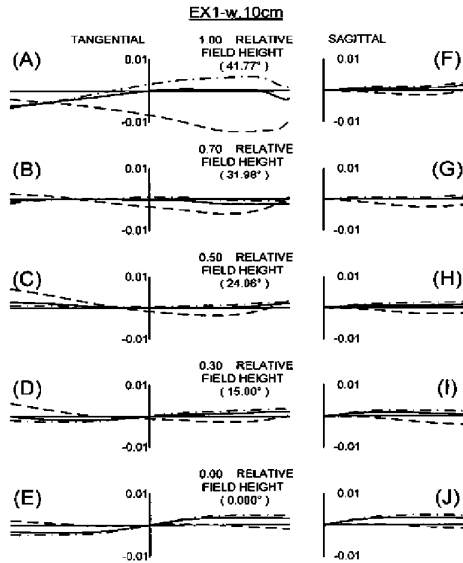 EX1-w,10cm
TANGENTIAL 1.00 RELATIVE SAGITTAL
(A) 0.01 FIELD HEIGHT 0.01 (F)
(41.77°)
-0.01 -0.01
0.70 RELATIVE
(B) 0.01 FIELD HEIGHT 0.01 (G)
(31.98°)
-0.01 -0.01
0.50 RELATIVE
(C) 0.01 FIELD HEIGHT 0.01 (H)
(24.06°)
-0.01 -0.01
0.30 RELATIVE
(D) 0.01 FIELD HEIGHT 0.01 (I)
(15.00°)
-0.01 -0.01
0.00 RELATIVE
(E) 0.01 FIELD HEIGHT 0.01 (J)
(0.000°)
-0.01 -0.01